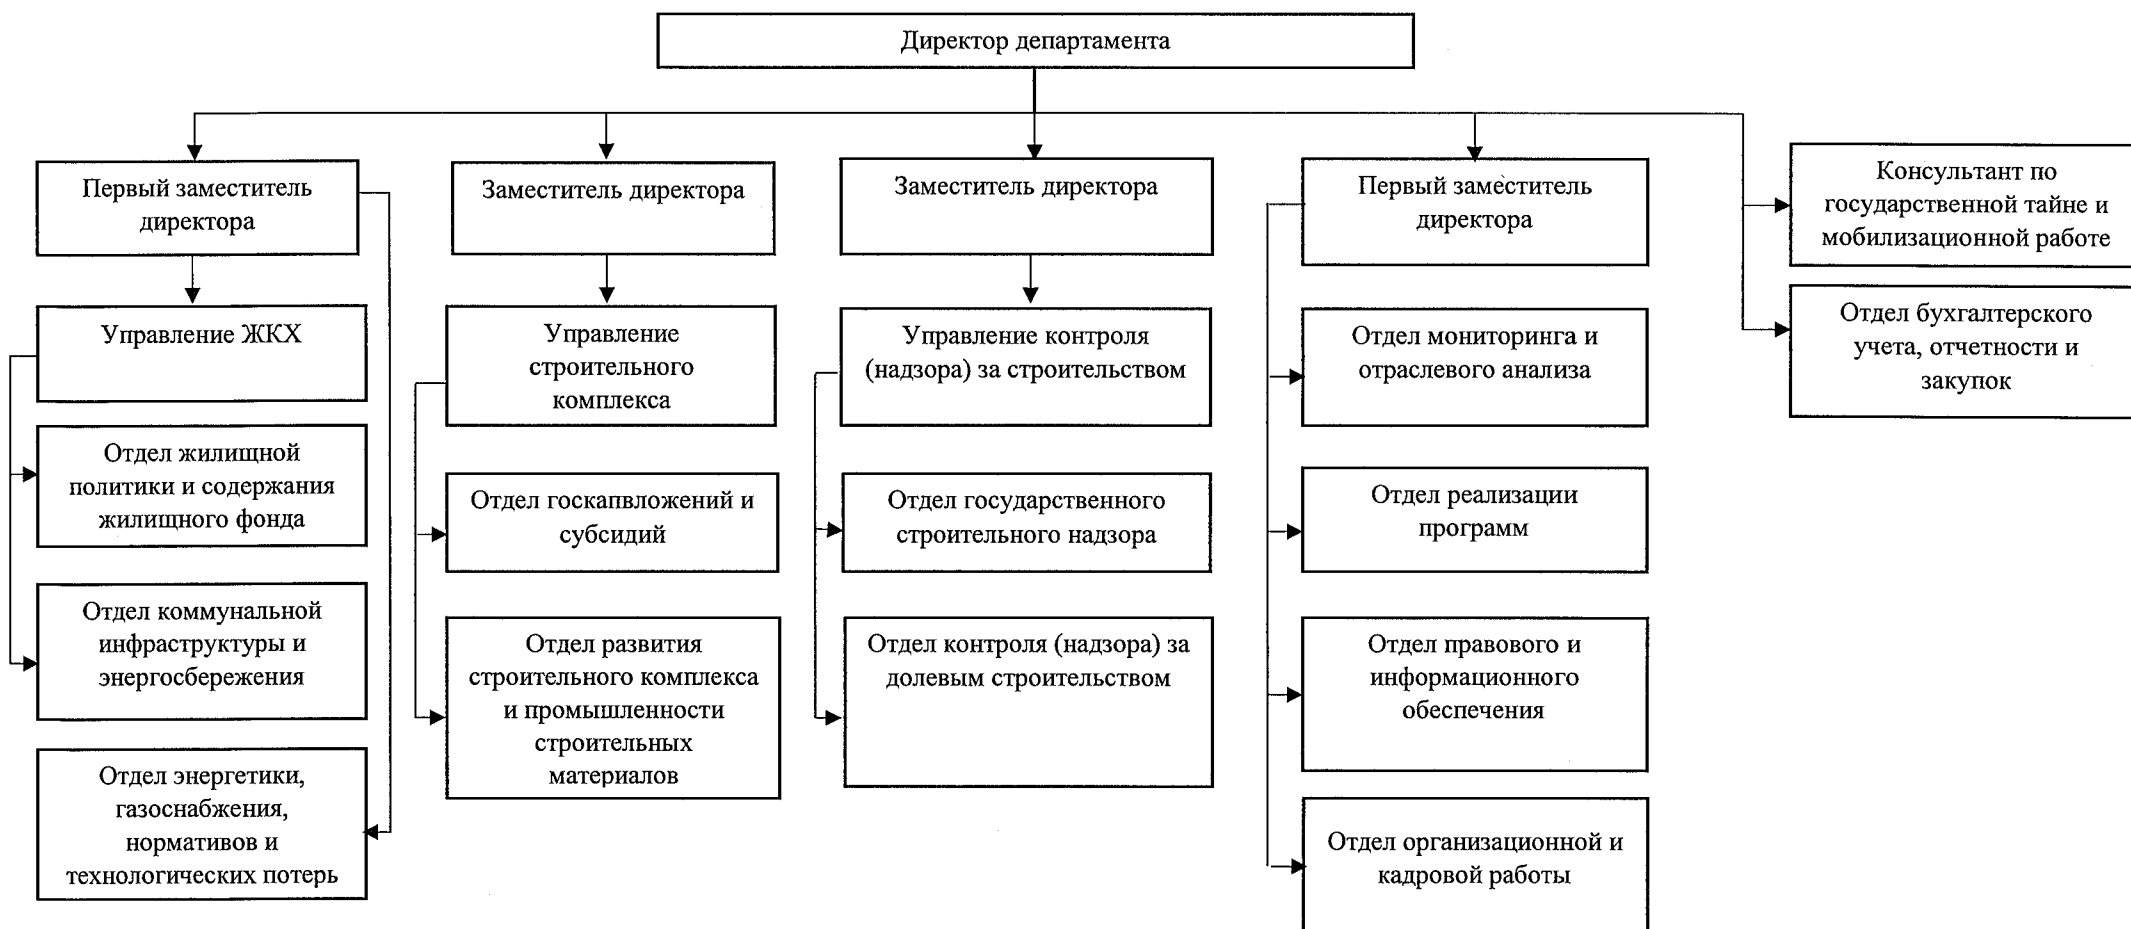 Директор департамента
Первый заместитель
директора
Управление ЖКХ
Отдел жилищной
политики и содержания
жилищного фонда
Отдел коммунальной
инфраструктуры и
энергосбережения
Отдел энергетики,
газоснабжения,
нормативов и
технологических потерь
Заместитель директора
Управление
строительного
комплекса
Отдел госкапвложений и
субсидий
Отдел развития
строительного комплекса
и промышленности
строительных
материалов
Заместитель директора
Управление контроля
(надзора) за строительством
Отдел государственного
строительного надзора
Отдел контроля (надзора) за
долевым строительством
Первый заместитель
директора
Отдел мониторинга и
отраслевого анализа
Отдел реализации
программ
Отдел правового и
информационного
обеспечения
Отдел организационной и
кадровой работы
Консультант по
государственной тайне и
мобилизационной работе
Отдел бухгалтерского
учета, отчетности и
закупок